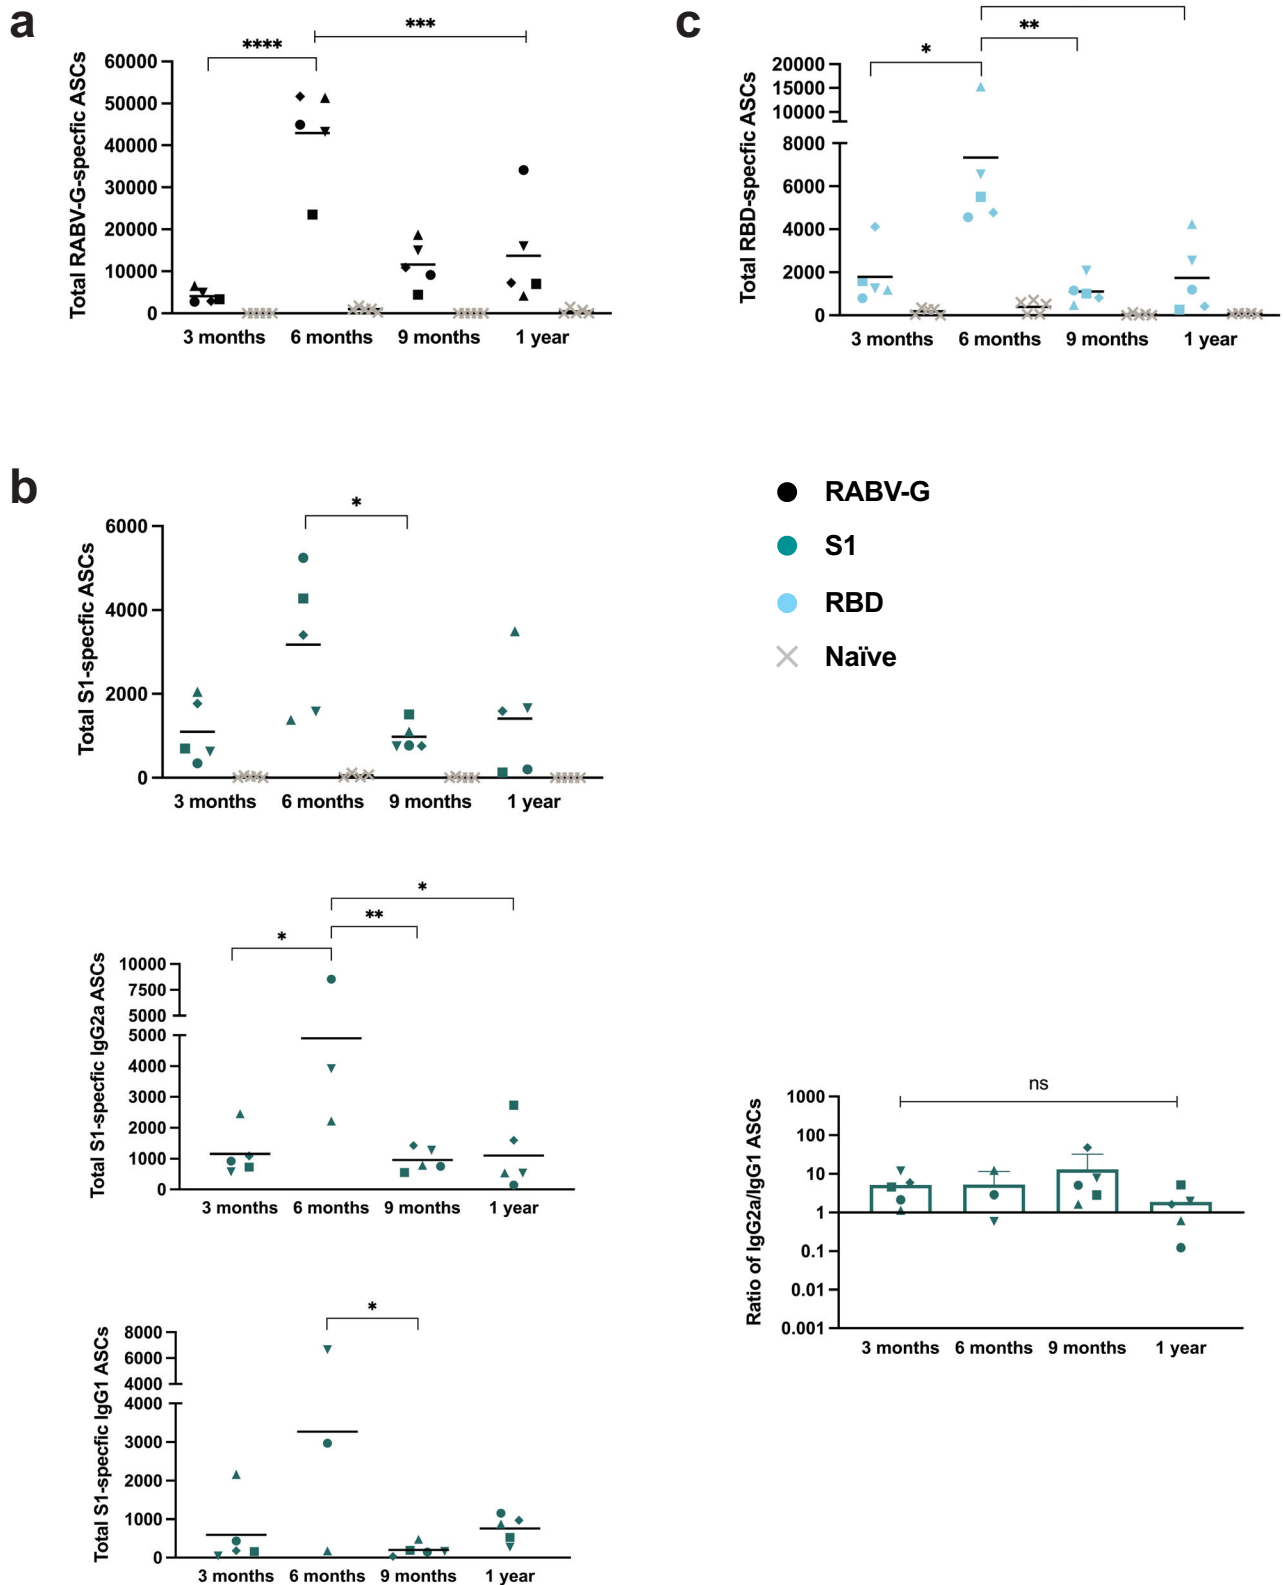 a
****
***
Total RABV-G-specfic ASCs
60000
50000
40000
30000
20000
10000
0
3 months 6 months 9 months 1 year
c
*
**
Total RBD-specfic ASCs
20000
15000
10000
8000
6000
4000
2000
0
3 months 6 months 9 months 1 year
b
*
Total S1-specfic ASCs
6000
4000
2000
0
3 months 6 months 9 months 1 year
RABV-G
S1
RBD
Naïve
*
**
*
Total S1-specfic IgG2a ASCs
10000
7500
5000
5000
4000
3000
2000
1000
0
3 months 6 months 9 months 1 year
ns
Ratio of IgG2a/IgG1 ASCs
1000
100
10
1
0.1
0.01
0.001
3 months 6 months 9 months 1 year
*
Total S1-specfic IgG1 ASCs
8000
6000
4000
4000
3000
2000
1000
0
3 months 6 months 9 months 1 year